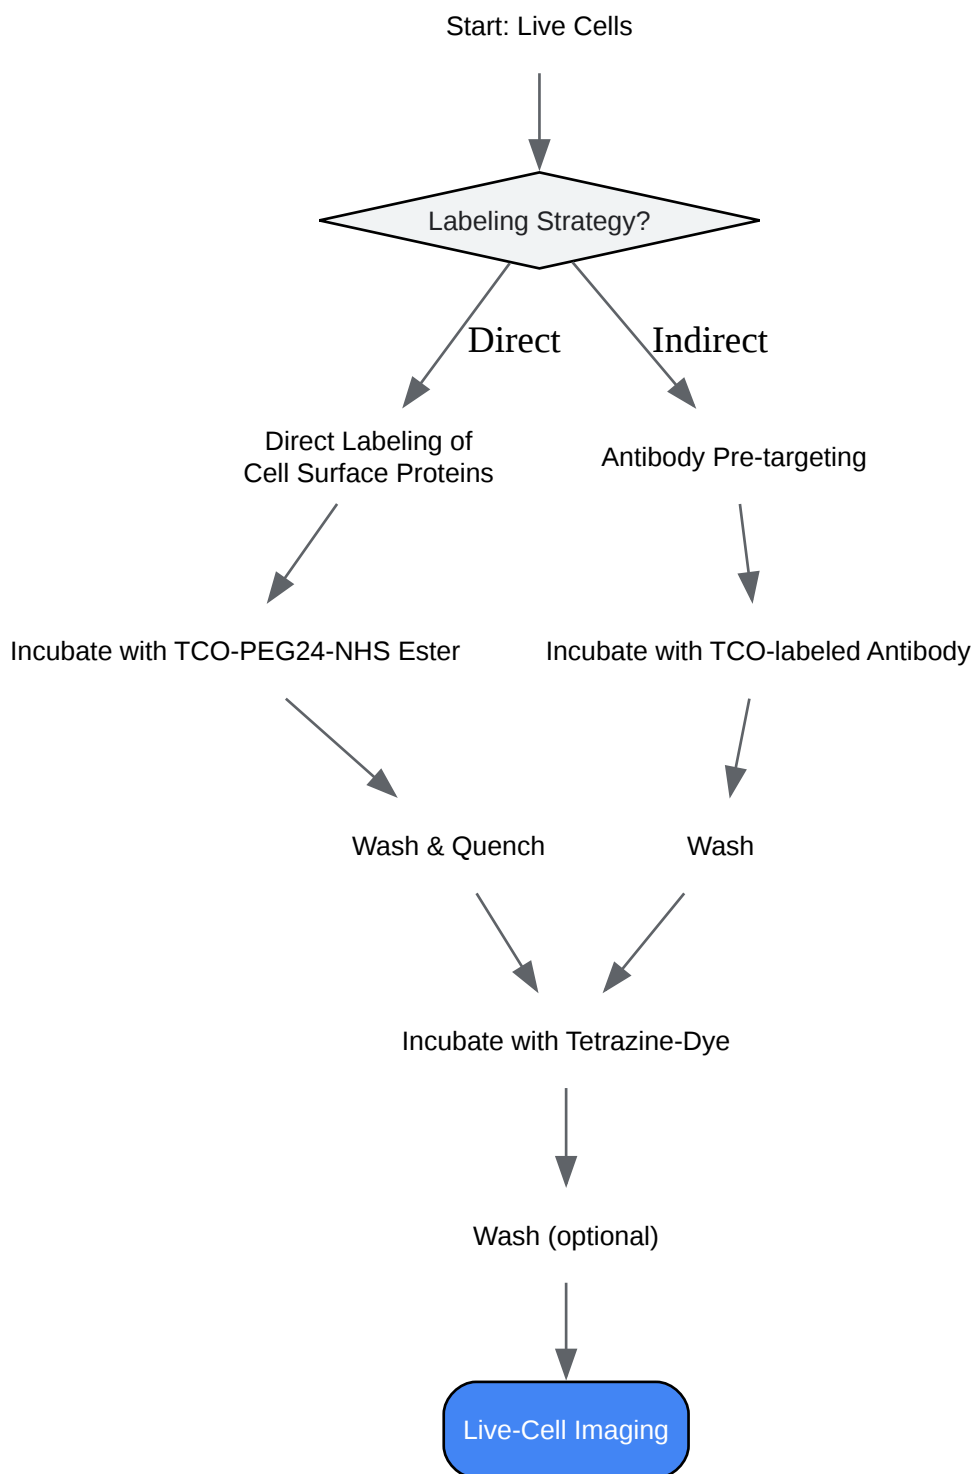 Start: Live Cells
Labeling Strategy?
Direct
Indirect
Direct Labeling of
Cell Surface Proteins
Antibody Pre-targeting
Incubate with TCO-PEG24-NHS Ester
Incubate with TCO-labeled Antibody
Wash & Quench
Wash
Incubate with Tetrazine-Dye
Wash (optional)
Live-Cell Imaging